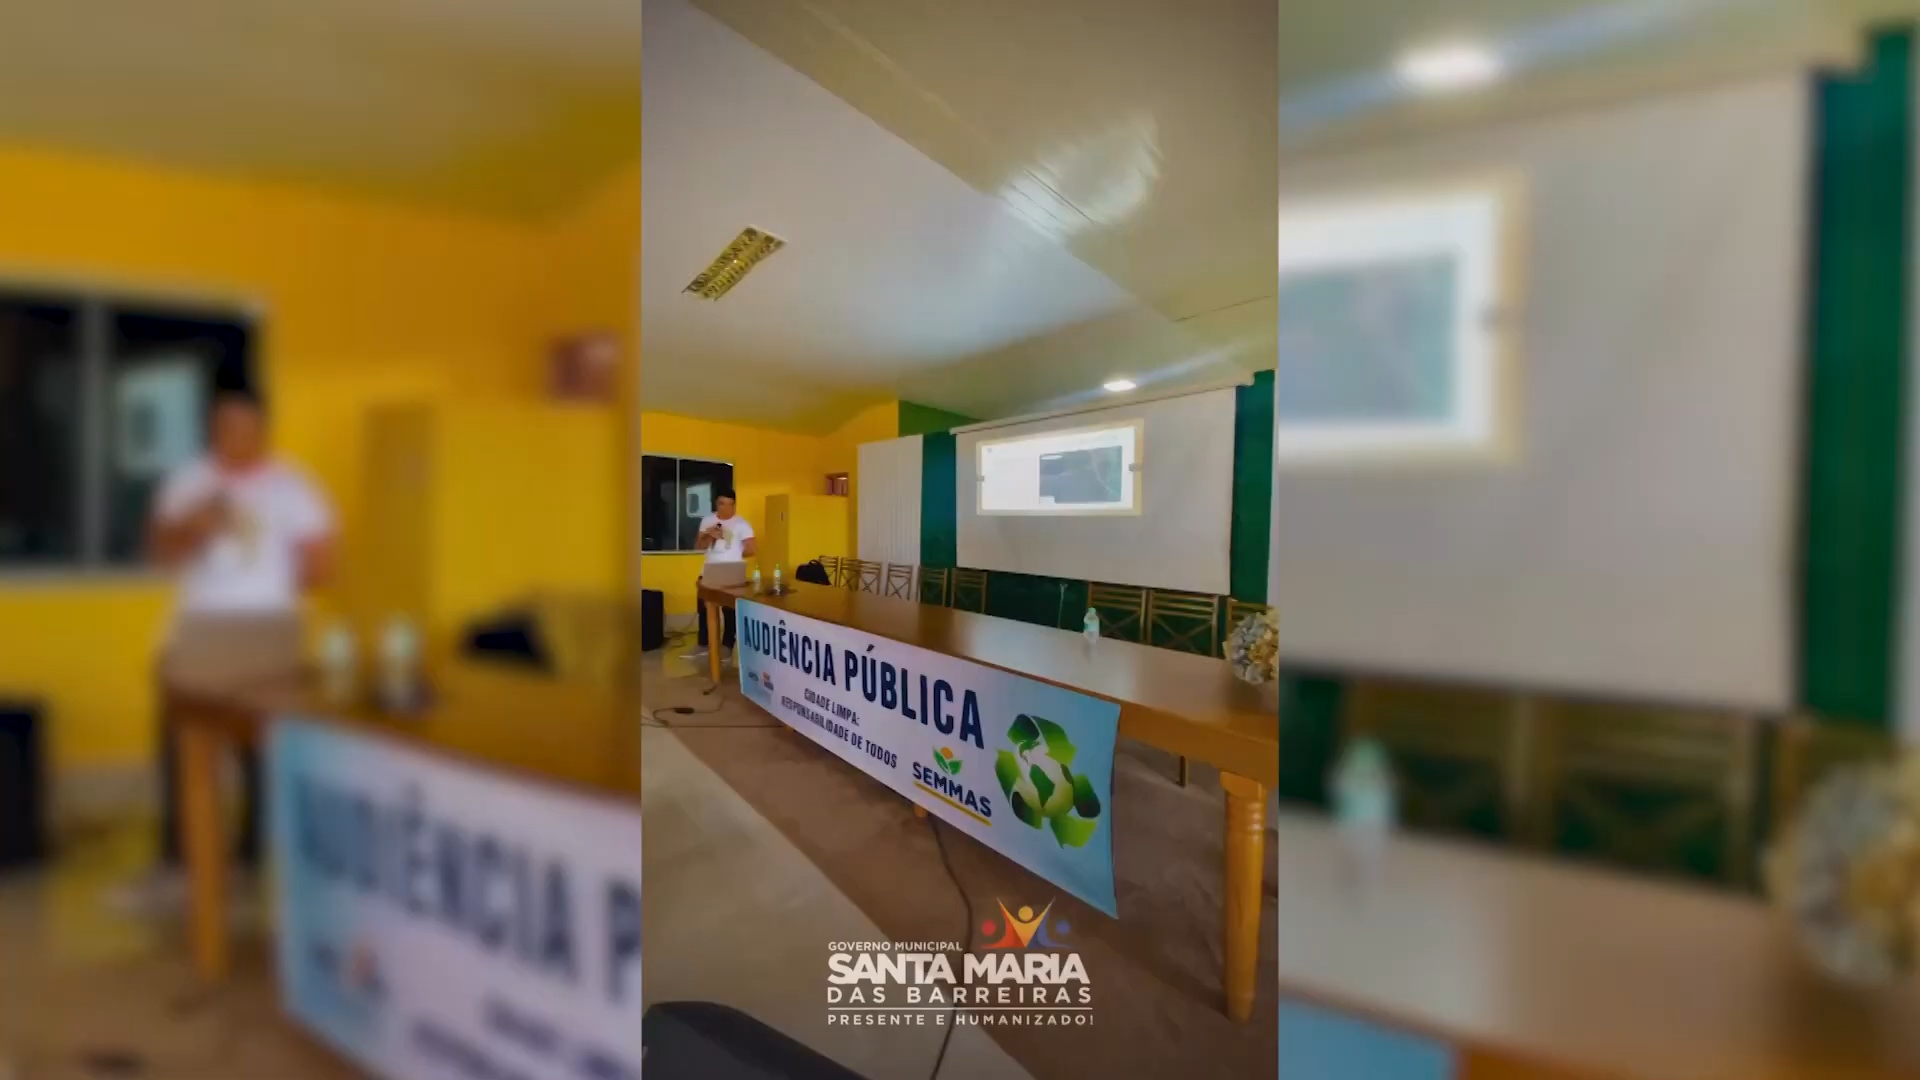 AUDIÊNCIA PÚBLICA
CIDADE LIMPA:
RESPONSABILIDADE DE TODOS
SEMMAS
GOVERNO MUNICIPAL
SANTA MARIA
DAS BARREIRAS
PRESENTE E HUMANIZADO!